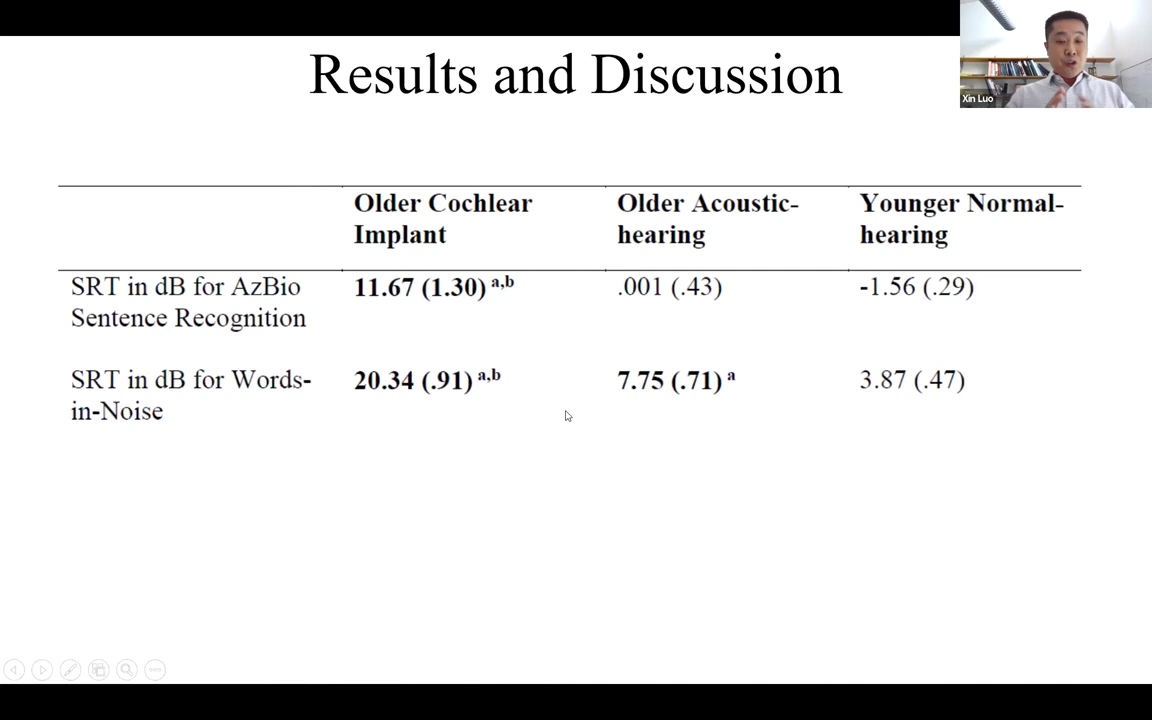 Results and Discussion
Xin Luo
Older Cochlear Implant
Older Acoustic-hearing
Younger Normal-hearing
SRT in dB for AzBio Sentence Recognition
11.67 (1.30) a,b
.001 (.43)
-1.56 (.29)
SRT in dB for Words-in-Noise
20.34 (.91) a,b
7.75 (.71) a
3.87 (.47)